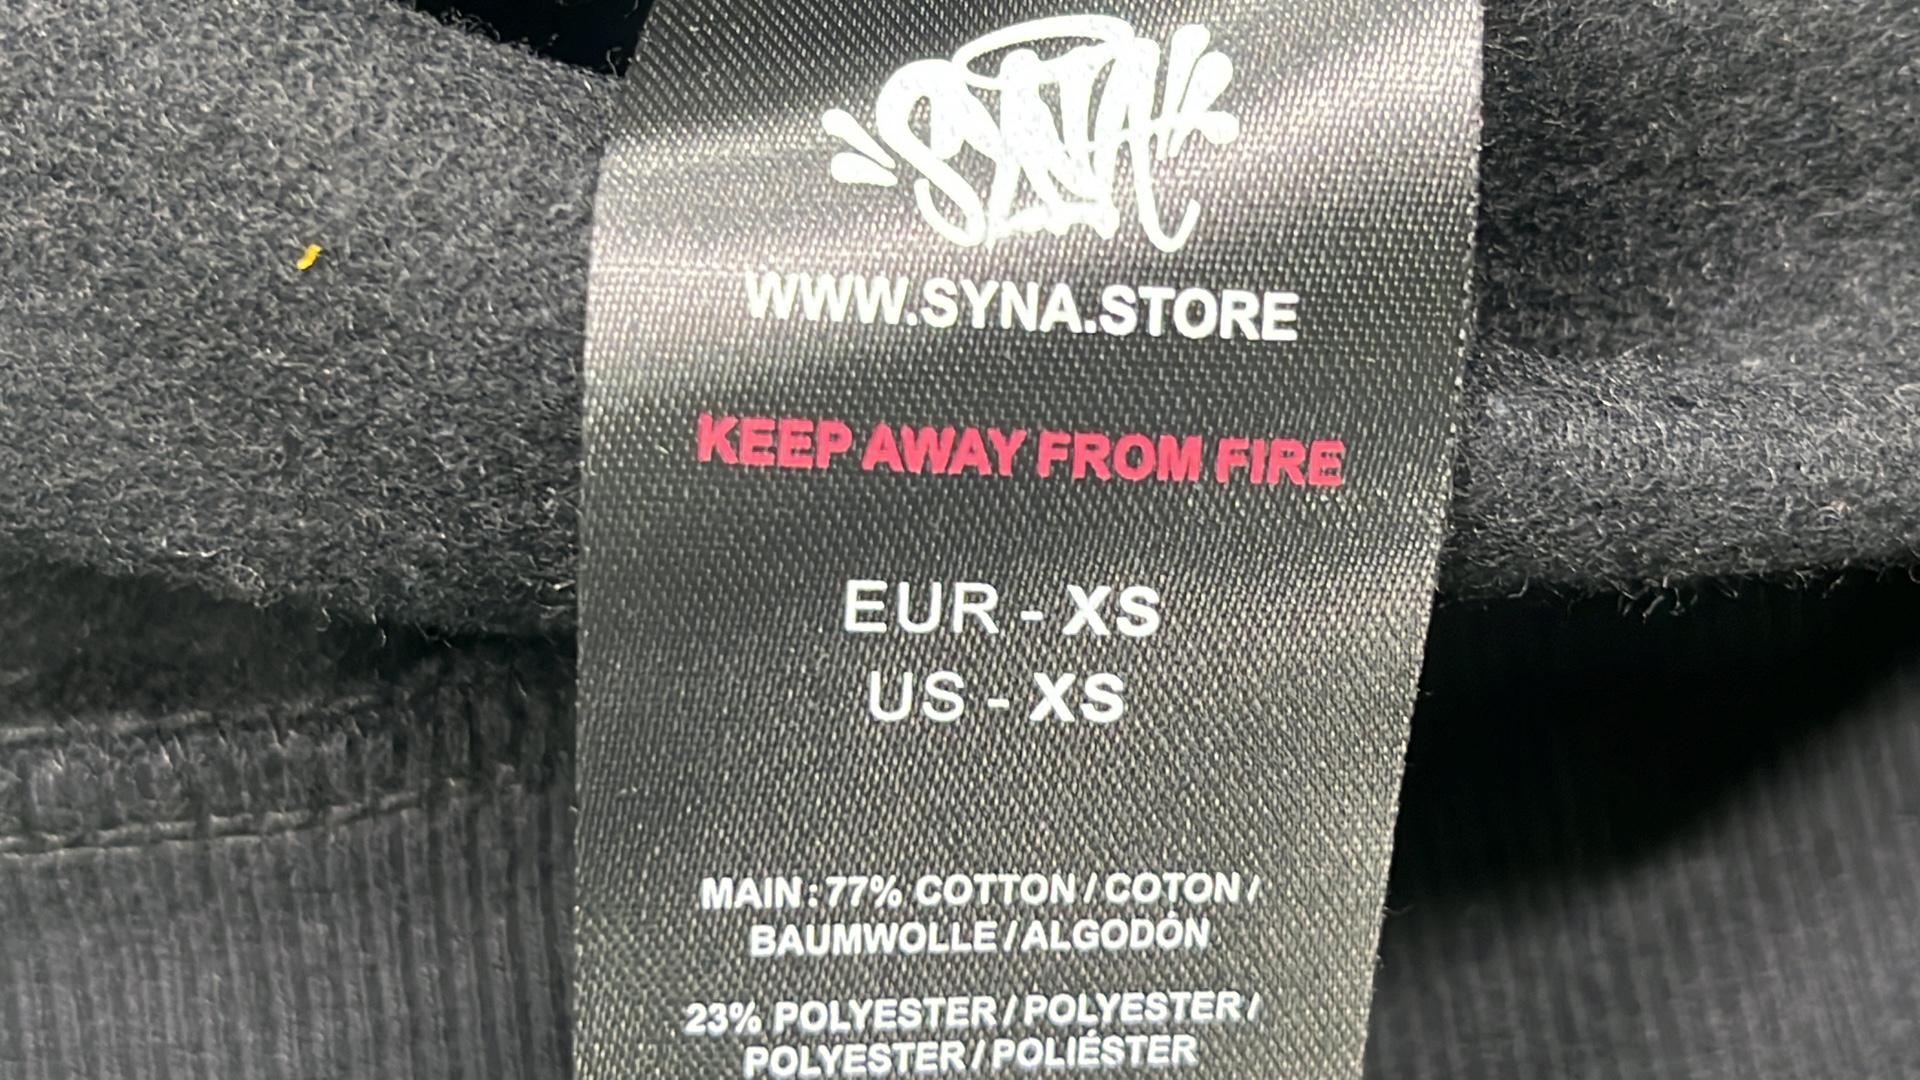 SYNA
WWW.SYNA.STORE
KEEP AWAY FROM FIRE
EUR - XS
US - XS
MAIN : 77% COTTON / COTON /
BAUMWOLLE / ALGODÓN
23% POLYESTER / POLYESTER /
POLYESTER / POLIÉSTER